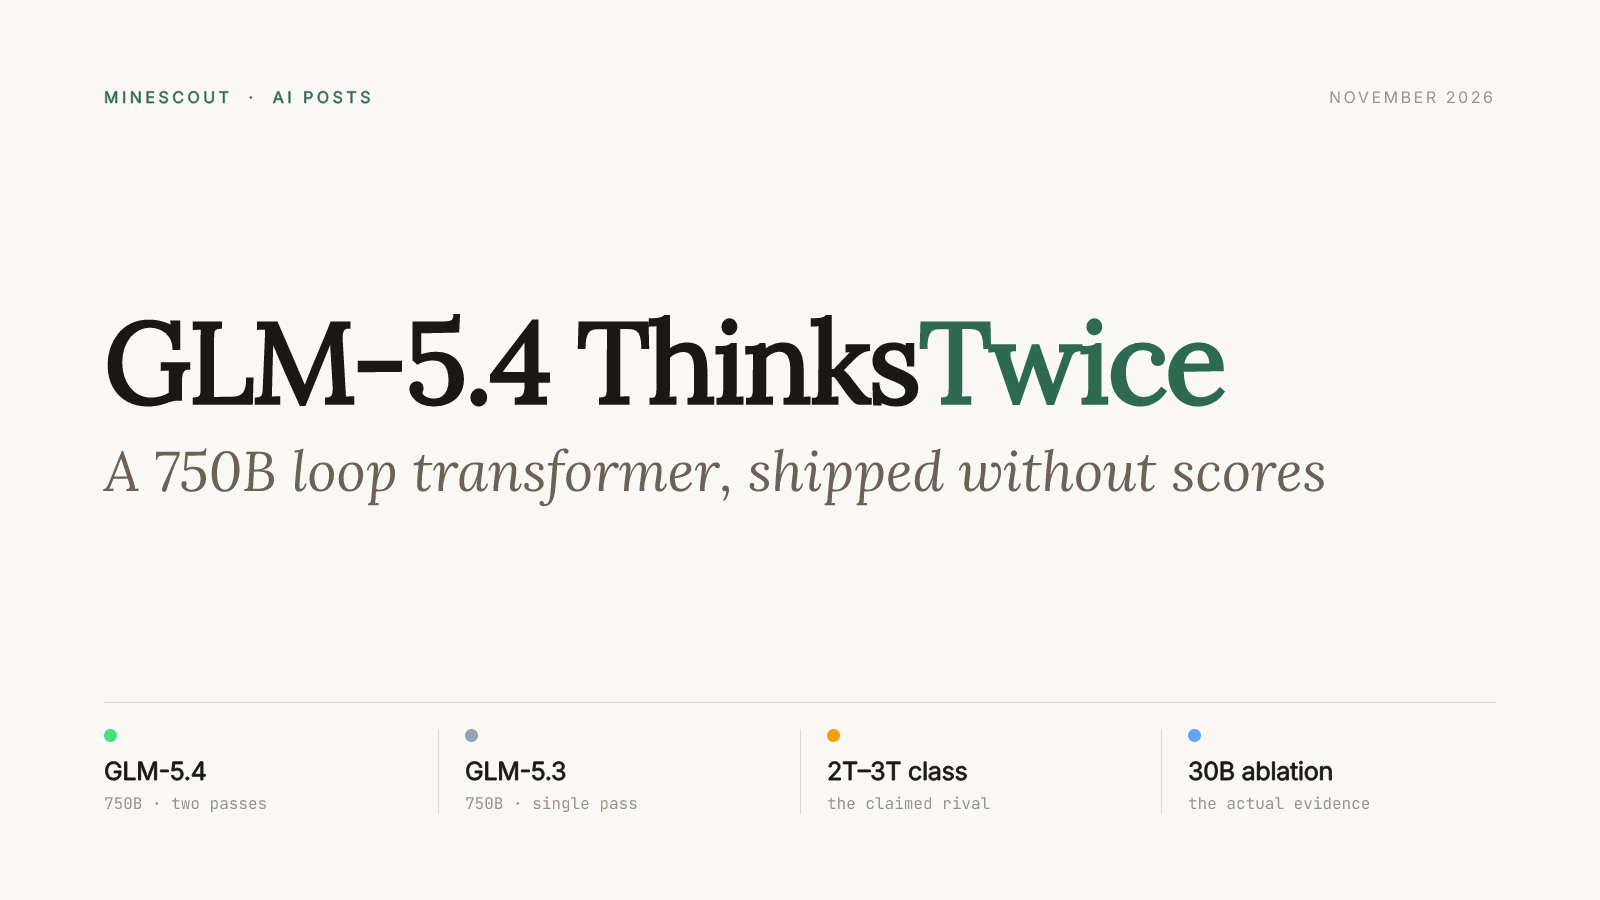 MINESCOUT · AI POSTS
NOVEMBER 2026
GLM-5.4 ThinksTwice
A 750B loop transformer, shipped without scores
GLM-5.4
750B · two passes
GLM-5.3
750B · single pass
2T–3T class
the claimed rival
30B ablation
the actual evidence